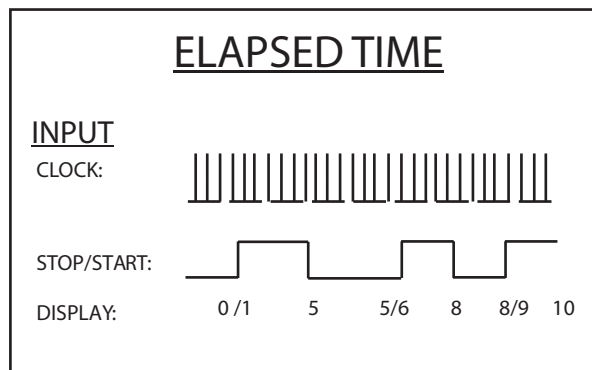 ELAPSED TIME
INPUT
CLOCK:
STOP/START:
DISPLAY: 0 /1 5 5/6 8 8/9 10